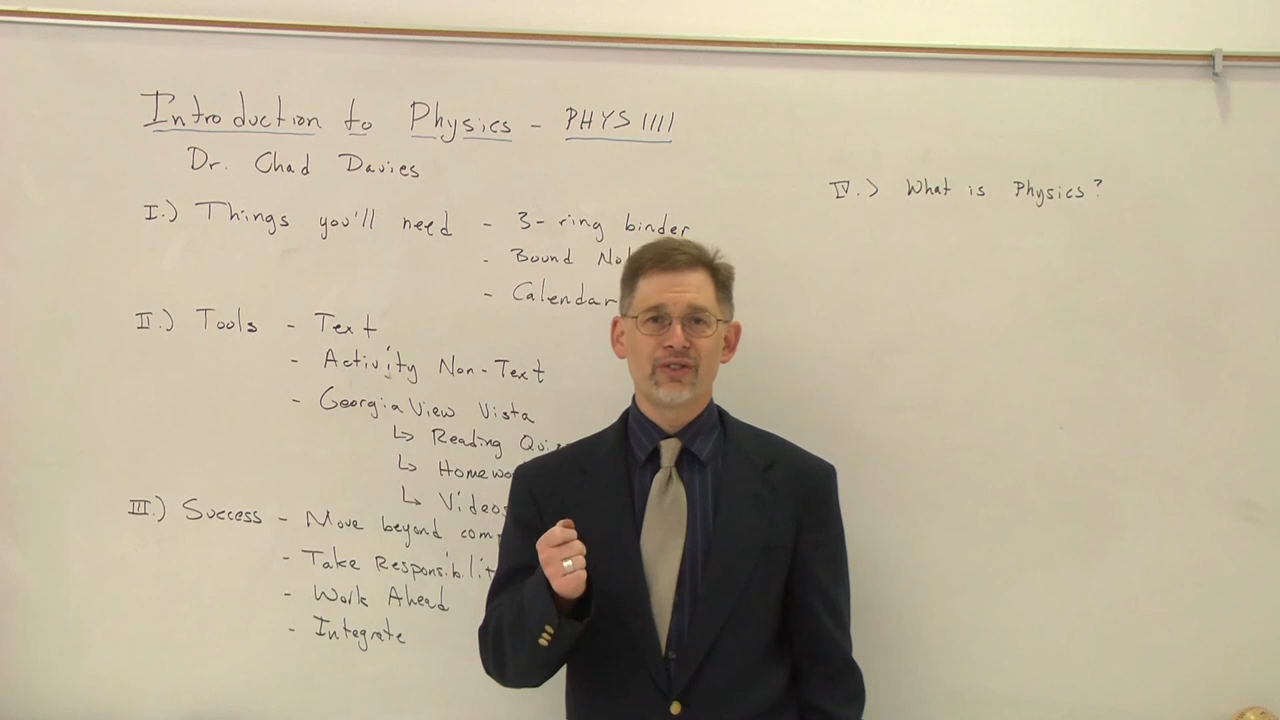 Introduction to Physics - PHYS 1111
Dr. Chad Davies
I.) Things you'll need - 3-ring binder
- Bound
- Calendar
II.) Tools - Text
- Activity Non-Text
- GeorgiaView Vista
↳ Reading
↳
↳ Videos
III.) Success - Move beyond
- Take
- Work Ahead
- Integrate
IV.) What is Physics?